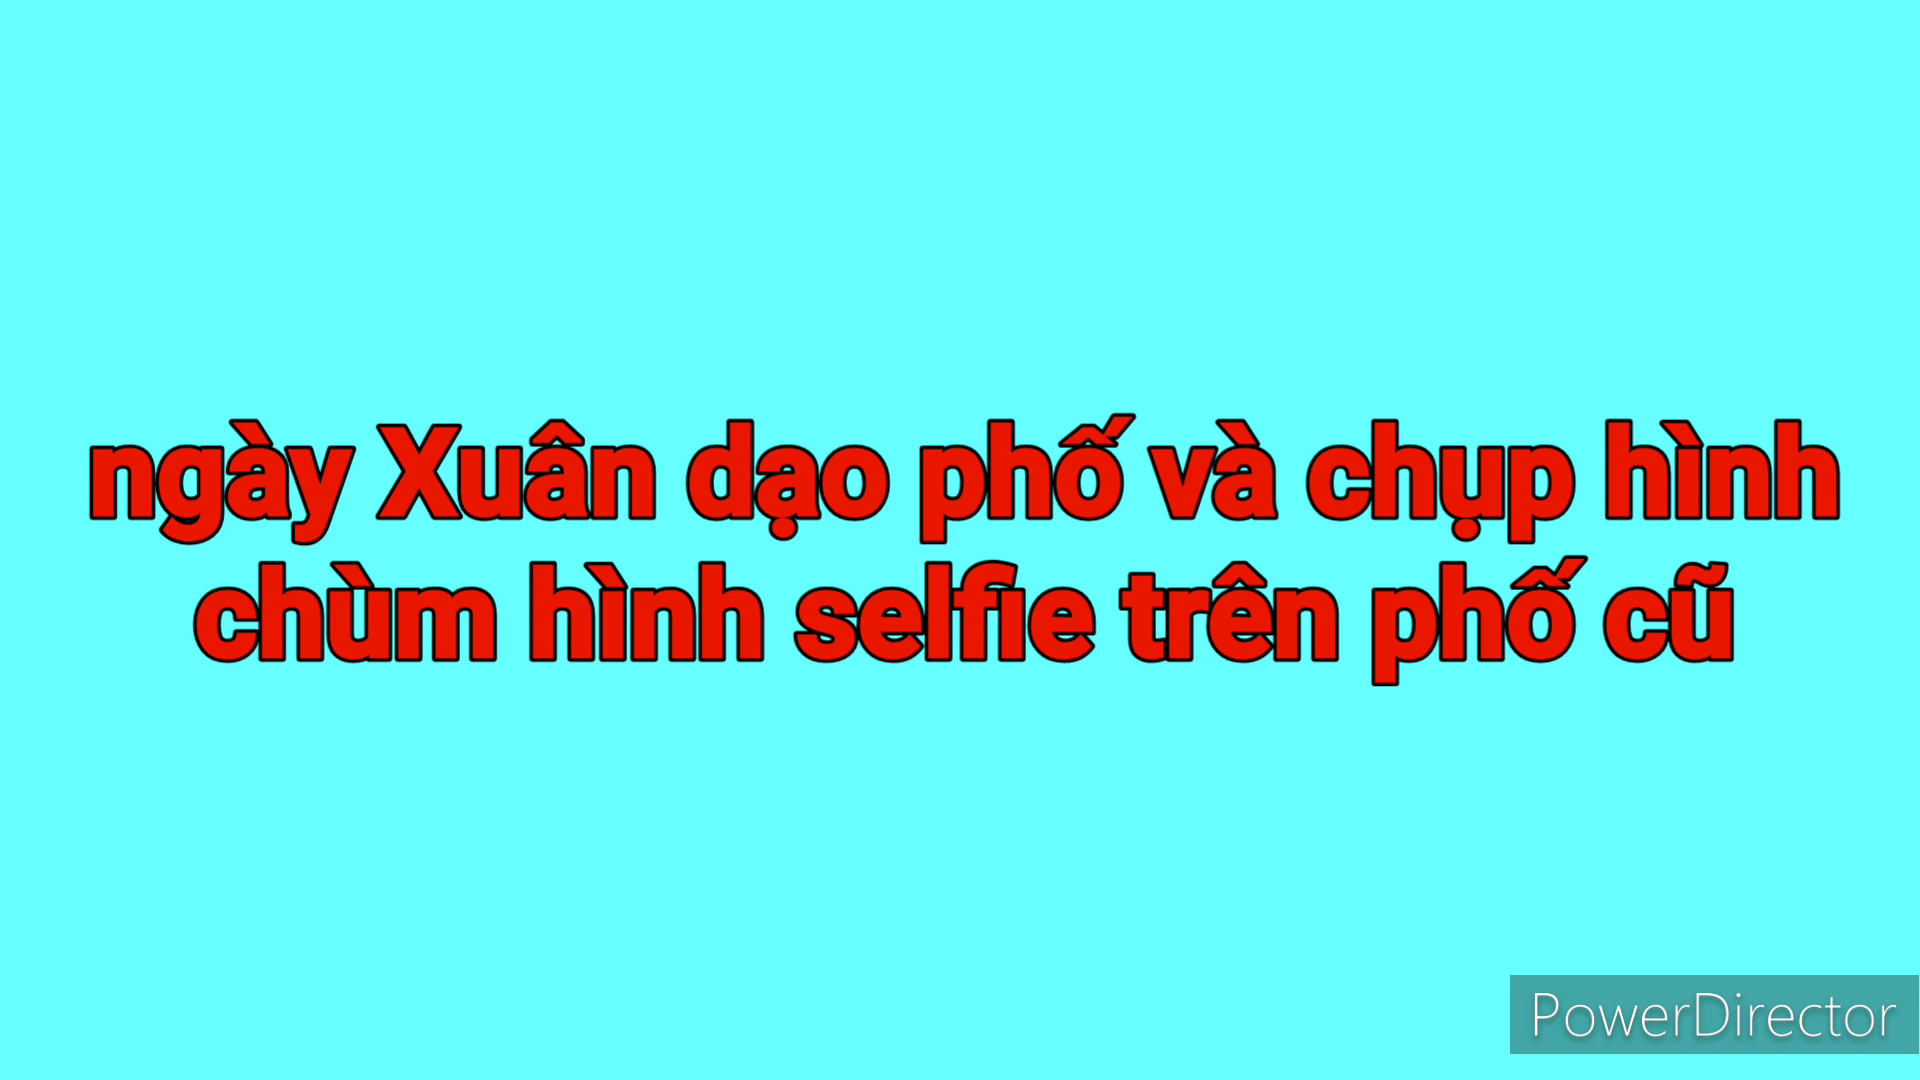 ngày Xuân dạo phố và chụp hình
chùm hình selfie trên phố cũ
PowerDirector